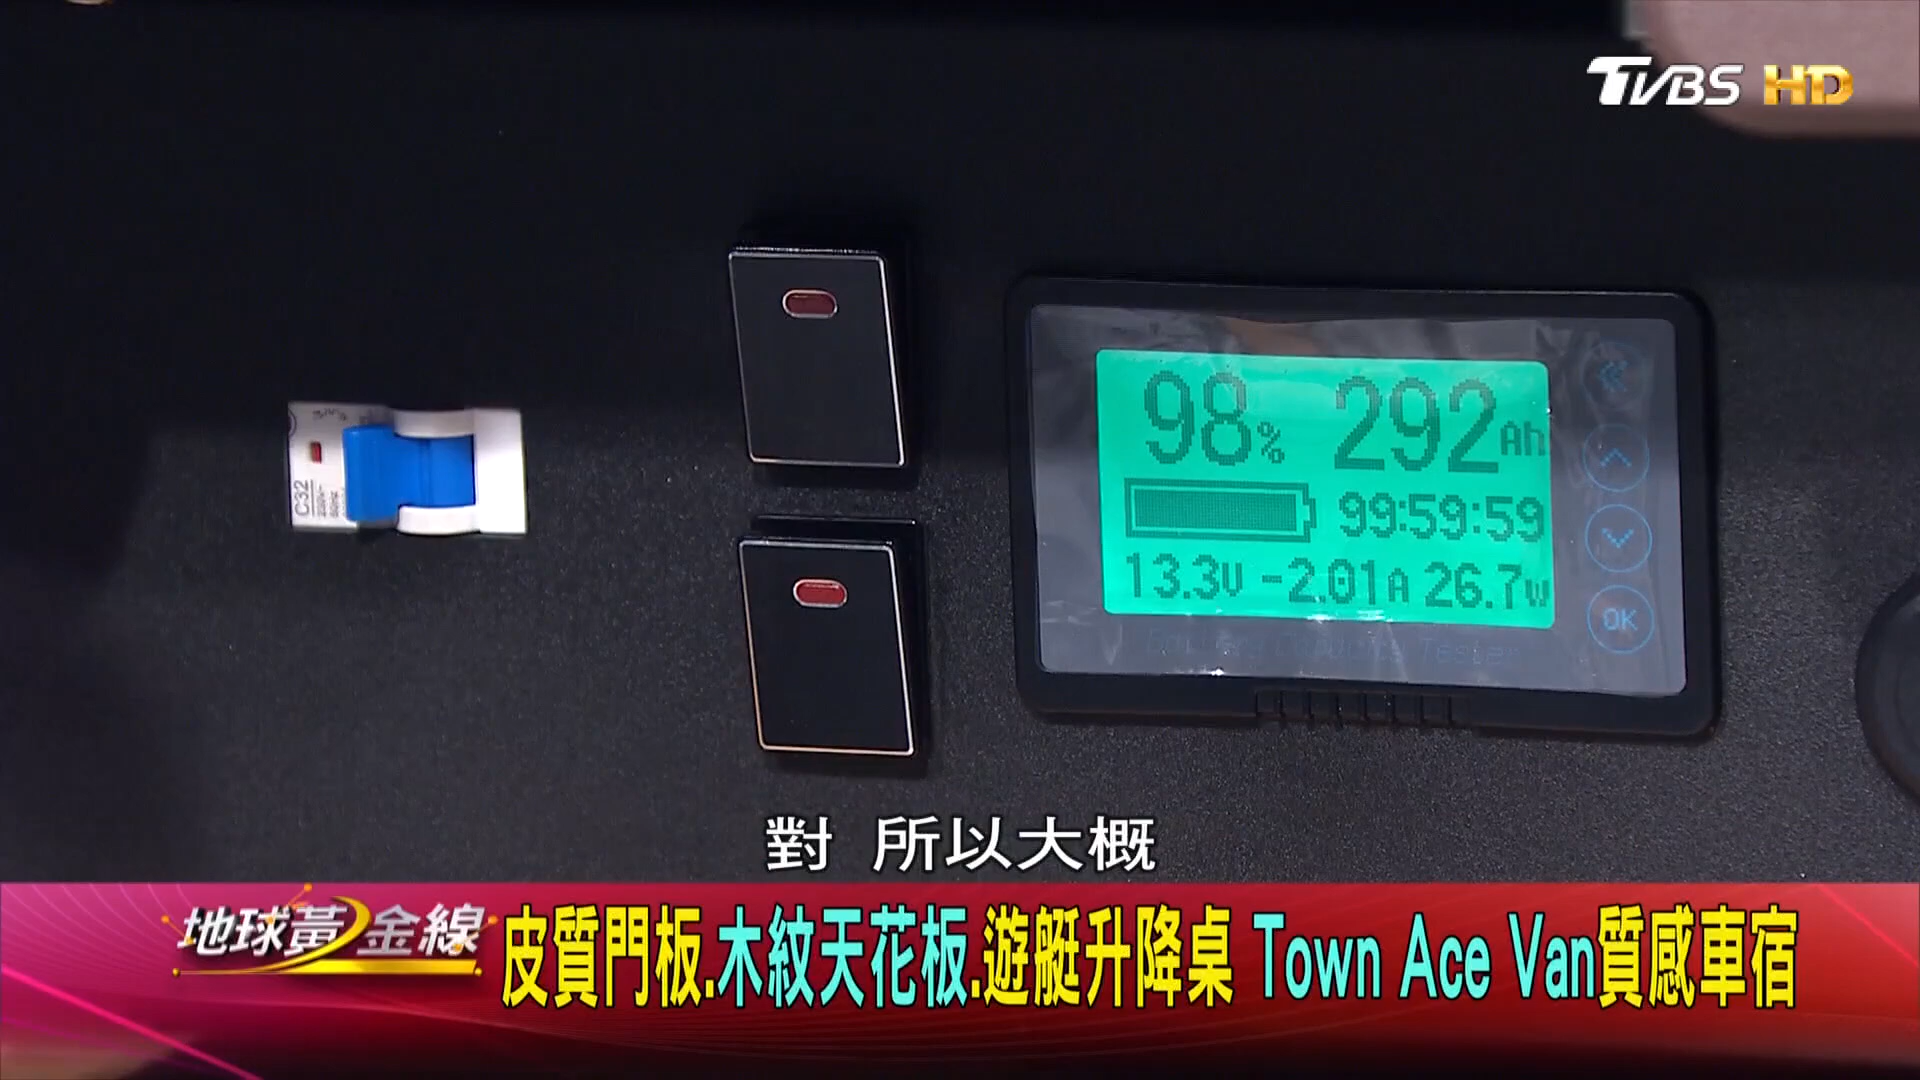 TVBS HD
98% 292Ah
99:59:59
13.3V -2.01A 26.7W
OK
C32
對 所以大概
地球黃金線
皮質門板.木紋天花板.遊艇升降桌 Town Ace Van質感車宿